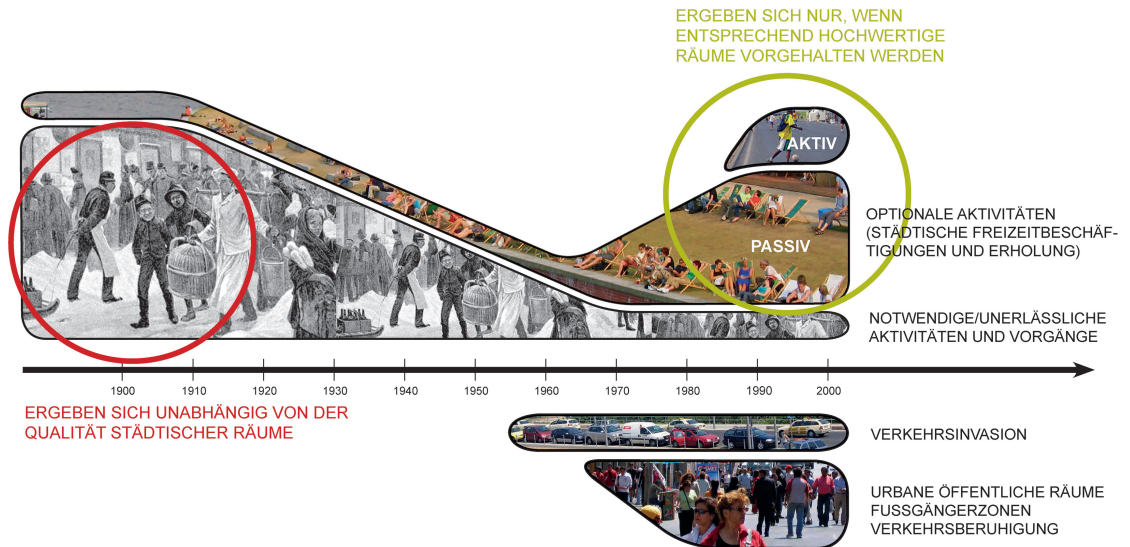 ERGEBEN SICH NUR, WENN
ENTSPRECHEND HOCHWERTIGE
RÄUME VORGEHALTEN WERDEN
AKTIV
PASSIV
OPTIONALE AKTIVITÄTEN
(STÄDTISCHE FREIZEITBESCHÄF-
TIGUNGEN UND ERHOLUNG)
NOTWENDIGE/UNERLÄSSLICHE
AKTIVITÄTEN UND VORGÄNGE
1900 1910 1920 1930 1940 1950 1960 1970 1980 1990 2000
ERGEBEN SICH UNABHÄNGIG VON DER
QUALITÄT STÄDTISCHER RÄUME
VERKEHRSINVASION
URBANE ÖFFENTLICHE RÄUME
FUSSGÄNGERZONEN
VERKEHRSBERUHIGUNG